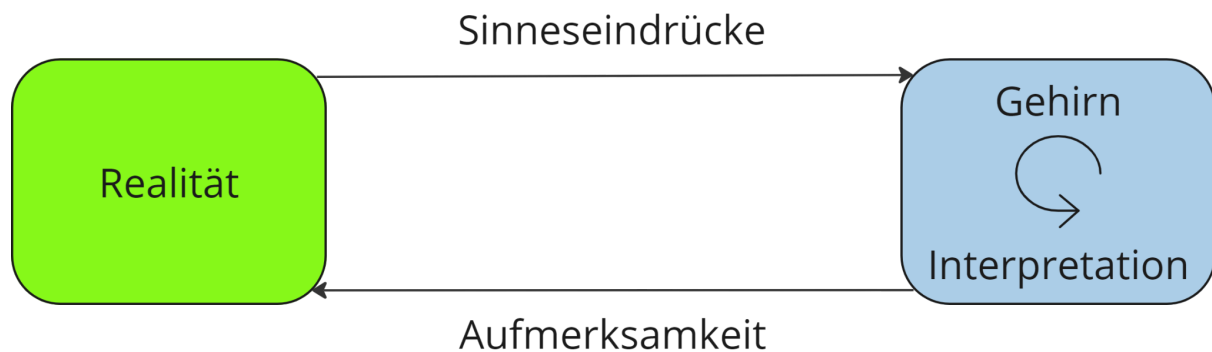 Sinneseindrücke
Realität
Gehirn
Interpretation
Aufmerksamkeit